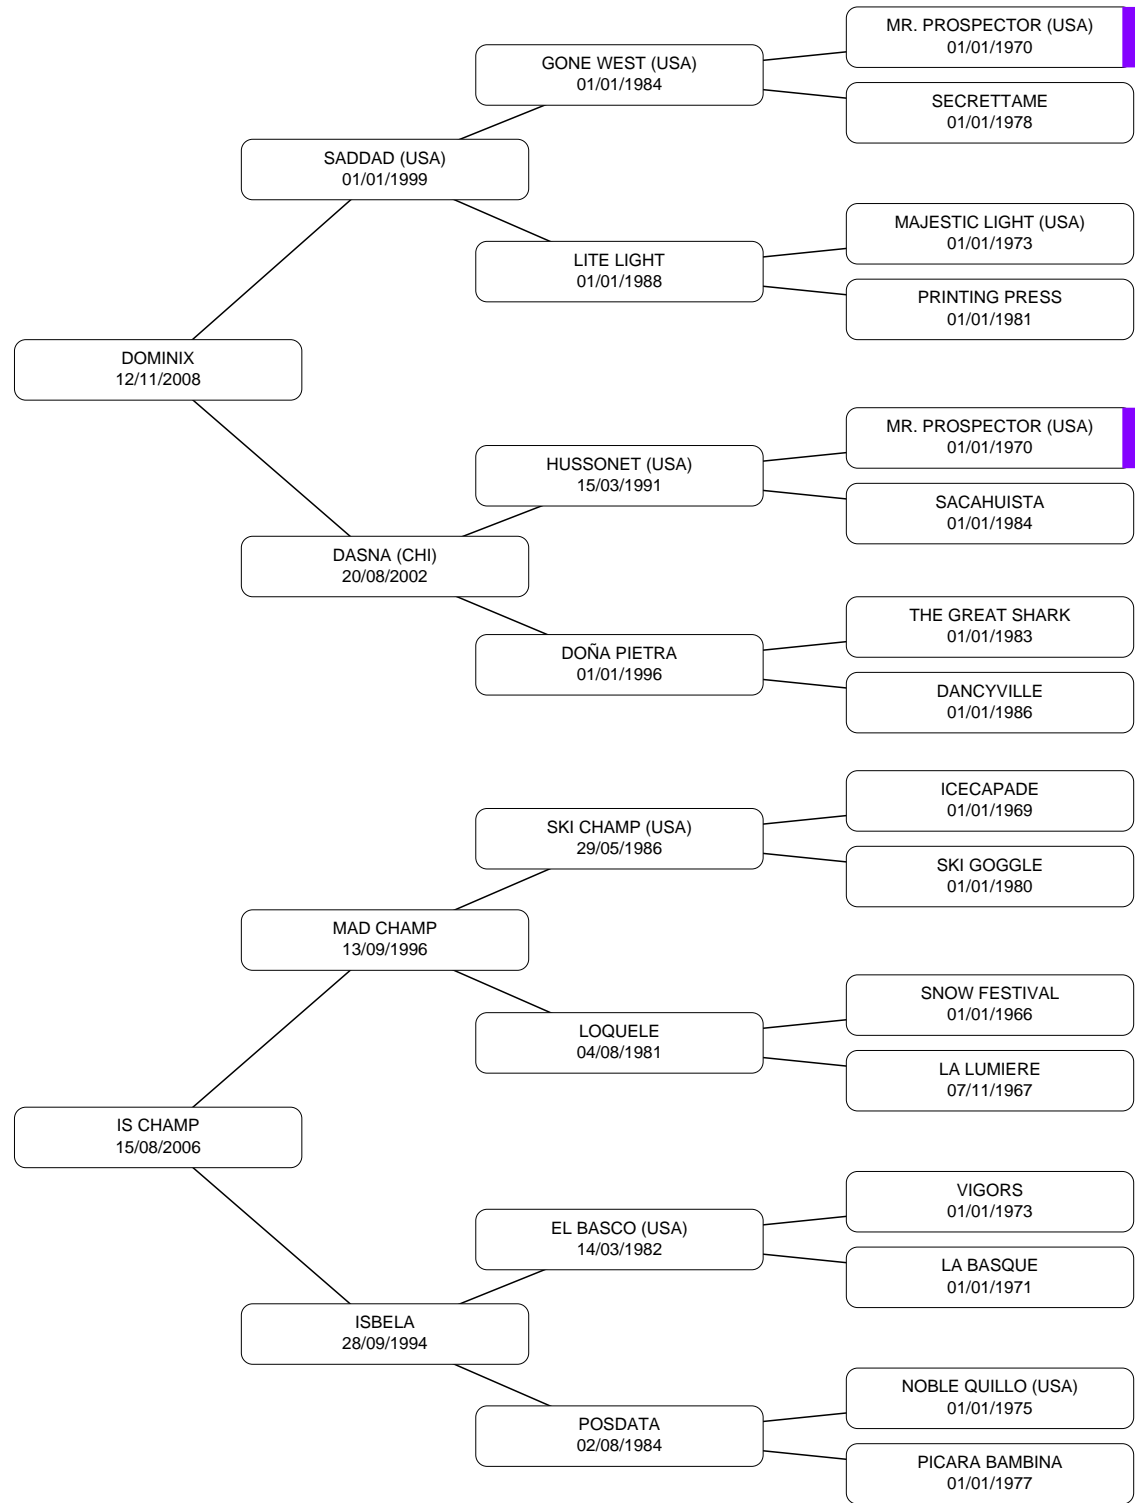 MR. PROSPECTOR (USA)
01/01/1970
GONE WEST (USA)
01/01/1984
SECRETTAME
01/01/1978
SADDAD (USA)
01/01/1999
MAJESTIC LIGHT (USA)
01/01/1973
LITE LIGHT
01/01/1988
PRINTING PRESS
01/01/1981
DOMINIX
12/11/2008
MR. PROSPECTOR (USA)
01/01/1970
HUSSONET (USA)
15/03/1991
SACAHUISTA
01/01/1984
DASNA (CHI)
20/08/2002
THE GREAT SHARK
01/01/1983
DOÑA PIETRA
01/01/1996
DANCYVILLE
01/01/1986
ICECAPADE
01/01/1969
SKI CHAMP (USA)
29/05/1986
SKI GOGGLE
01/01/1980
MAD CHAMP
13/09/1996
SNOW FESTIVAL
01/01/1966
LOQUELE
04/08/1981
LA LUMIERE
07/11/1967
IS CHAMP
15/08/2006
VIGORS
01/01/1973
EL BASCO (USA)
14/03/1982
LA BASQUE
01/01/1971
ISBELA
28/09/1994
NOBLE QUILLO (USA)
01/01/1975
POSDATA
02/08/1984
PICARA BAMBINA
01/01/1977